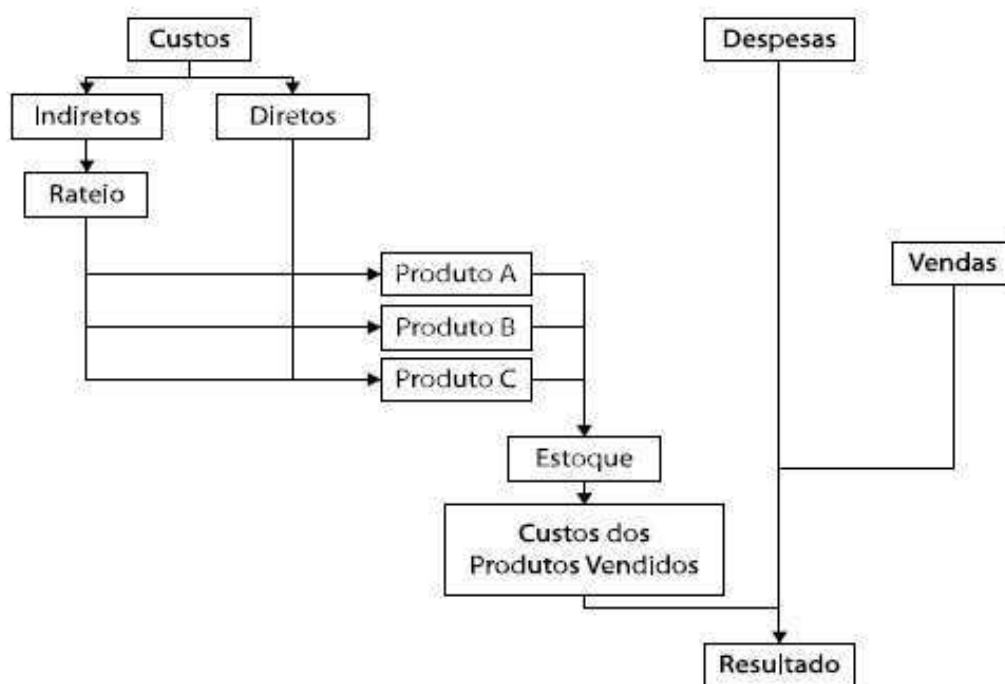 Custos
Despesas
Indiretos
Diretos
Rateio
Vendas
Produto A
Produto B
Produto C
Estoque
Custos dos
Produtos Vendidos
Resultado